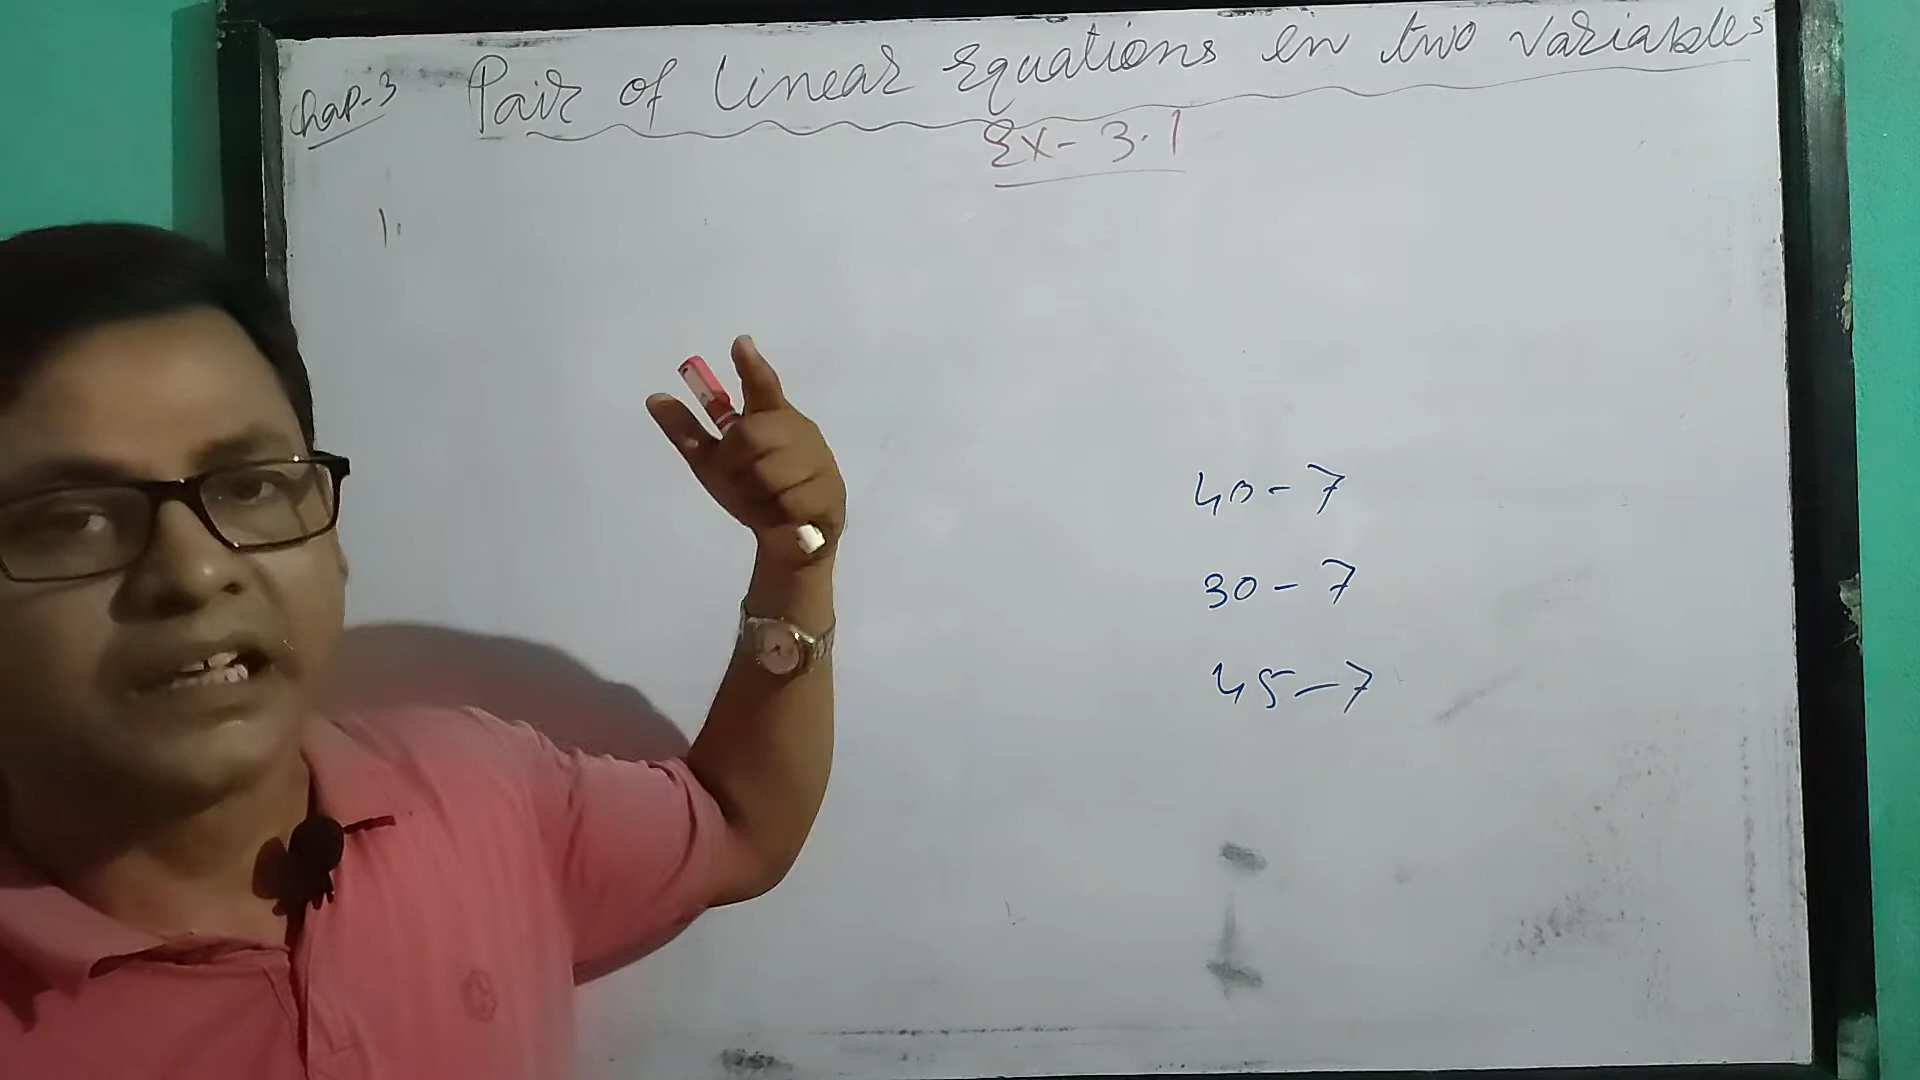 Chap-3 Pair of Linear Equations in two variables
Ex- 3.1
1.
40-7
30-7
45-7